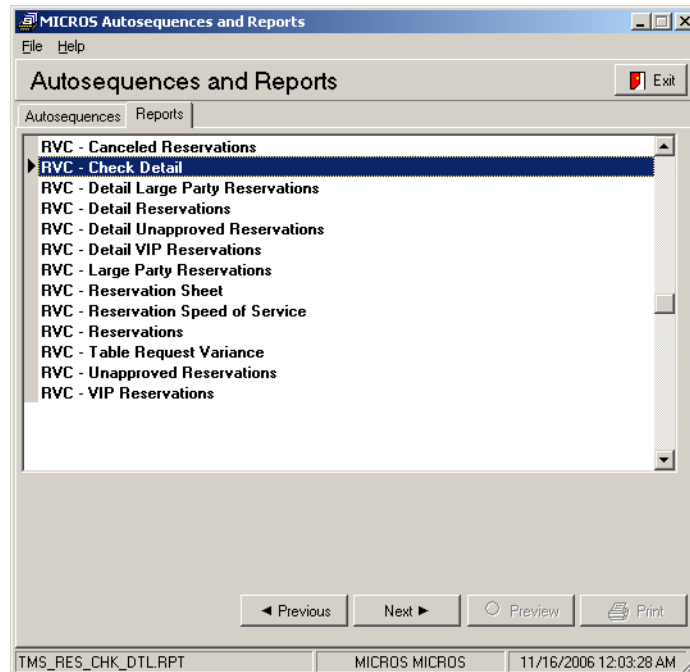 MICROS Autosequences and Reports
File Help
Autosequences and Reports
Exit
Autosequences Reports
RVC - Canceled Reservations
RVC - Check Detail
RVC - Detail Large Party Reservations
RVC - Detail Reservations
RVC - Detail Unapproved Reservations
RVC - Detail VIP Reservations
RVC - Large Party Reservations
RVC - Reservation Sheet
RVC - Reservation Speed of Service
RVC - Reservations
RVC - Table Request Variance
RVC - Unapproved Reservations
RVC - VIP Reservations
Previous Next Preview Print
TMS_RES_CHK_DTL.RPT MICROS MICROS 11/16/2006 12:03:28 AM